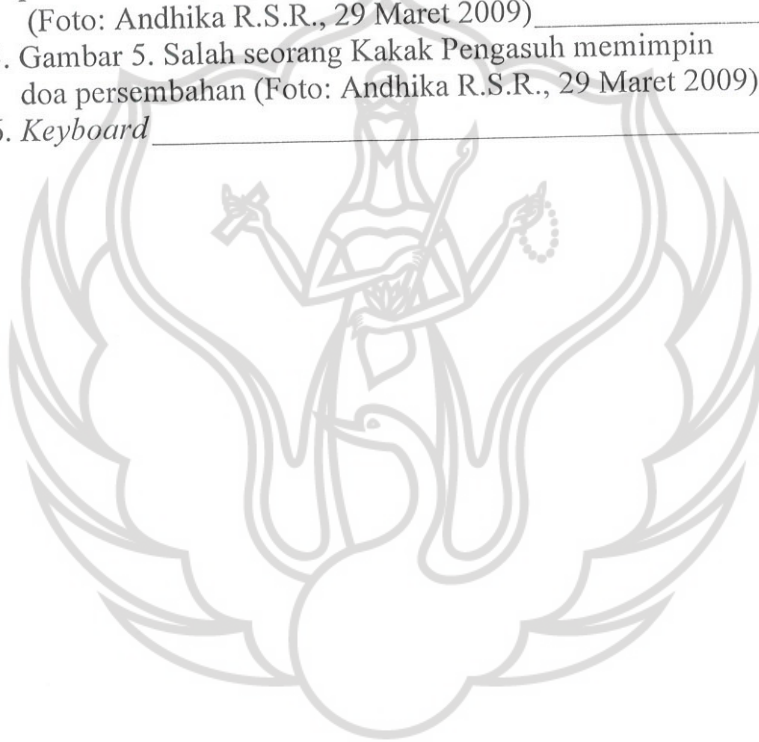 (Foto: Andhika R.S.R., 29 Maret 2009)
. Gambar 5. Salah seorang Kakak Pengasuh memimpin
doa persembahan (Foto: Andhika R.S.R., 29 Maret 2009)
. Keyboard